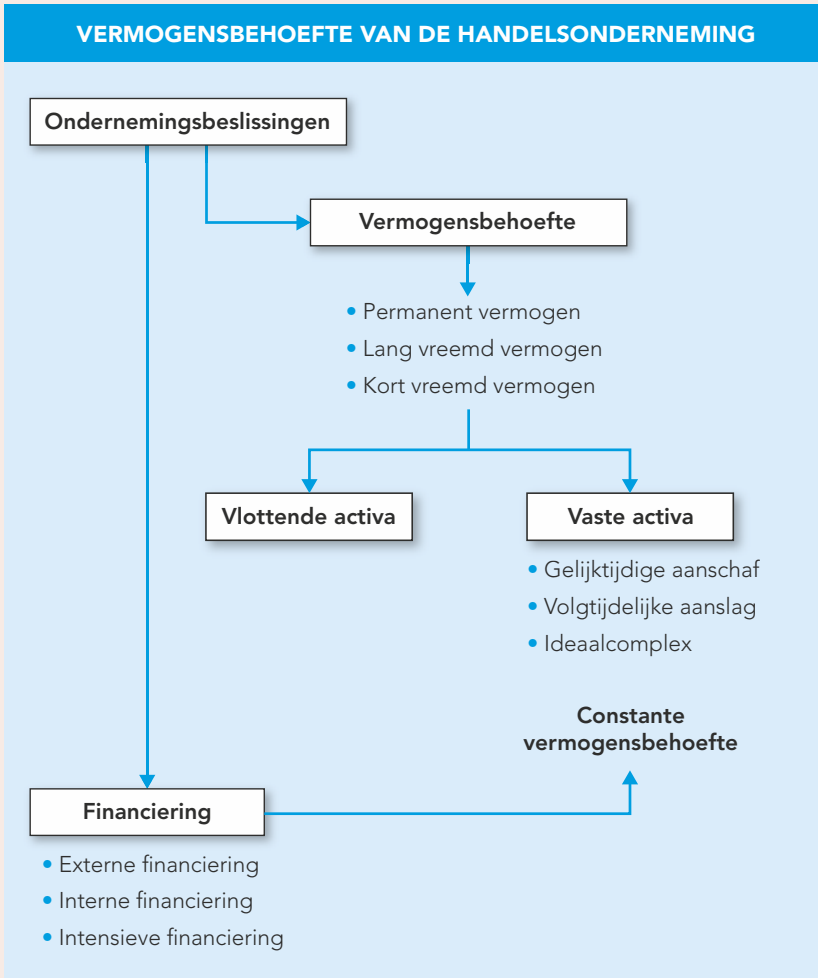 VERMOGENSBEHOEFTE VAN DE HANDELSONDERNEMING
Ondernemingsbeslissingen
Vermogensbehoefte
• Permanent vermogen
• Lang vreemd vermogen
• Kort vreemd vermogen
Vlottende activa
Vaste activa
• Gelijktijdige aanschaf
• Volgtijdelijke aanslag
• Ideaalcomplex
Constante
vermogensbehoefte
Financiering
• Externe financiering
• Interne financiering
• Intensieve financiering